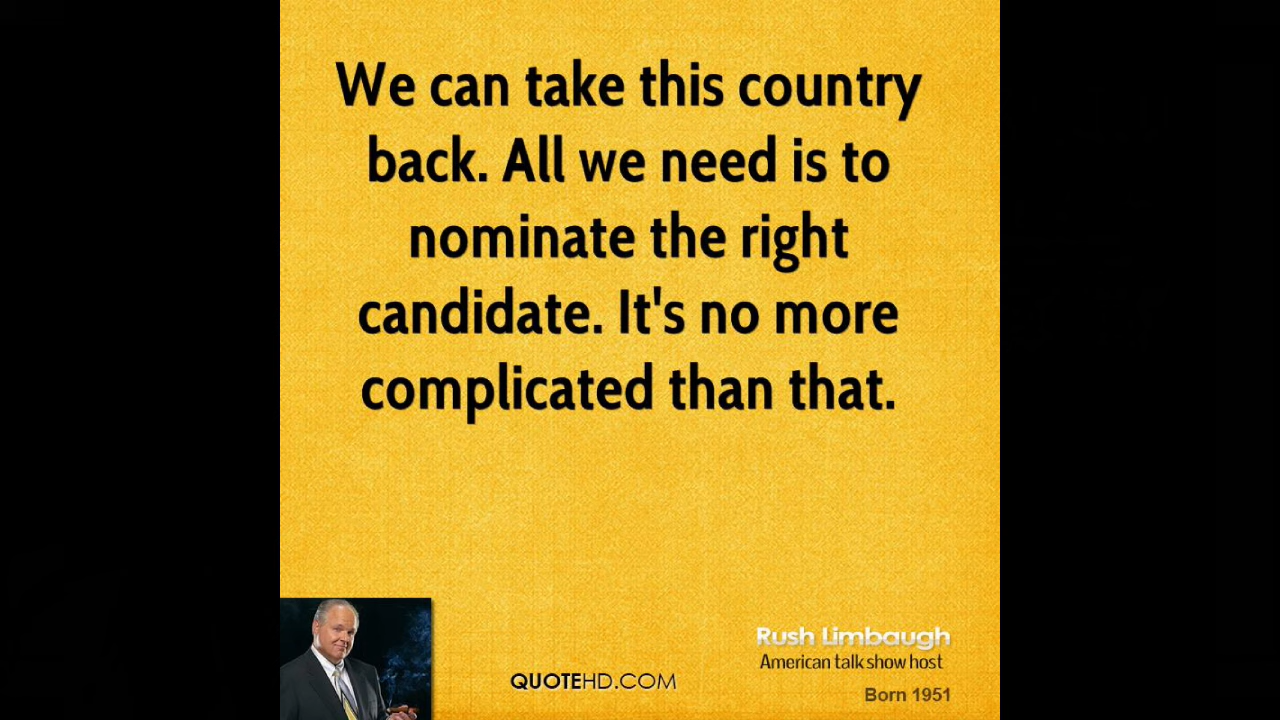 We can take this country
back. All we need is to
nominate the right
candidate. It's no more
complicated than that.
Rush Limbaugh
American talk show host
QUOTEHD.COM
Born 1951